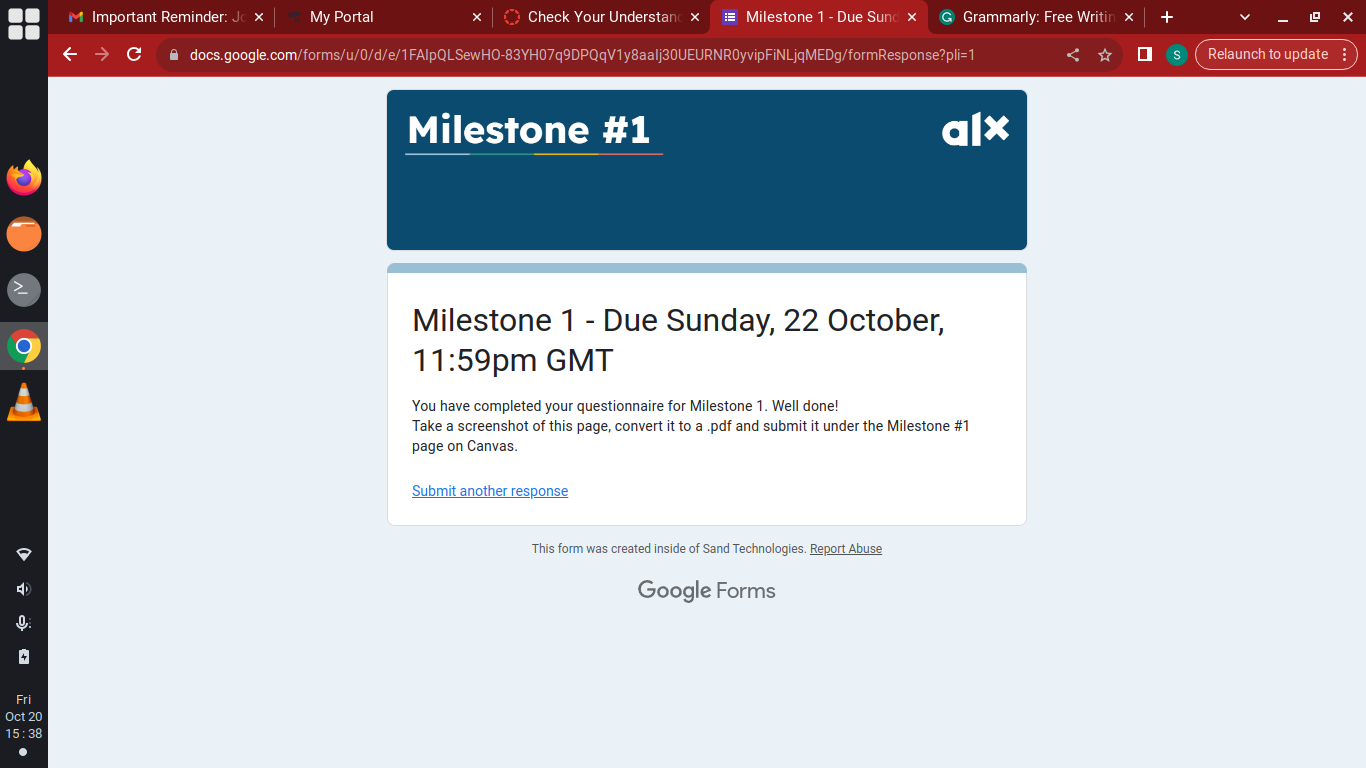 Important Reminder: Jo
My Portal
Check Your Understand
Milestone 1 - Due Sund
Grammarly: Free Writin
docs.google.com/forms/u/0/d/e/1FAIpQLSewHO-83YH07q9DPQqV1y8aaIj30UEURNR0yvipFiNLjqMEDg/formResponse?pli=1
S
Relaunch to update
Milestone #1
alx
Milestone 1 - Due Sunday, 22 October,
11:59pm GMT
You have completed your questionnaire for Milestone 1. Well done!
Take a screenshot of this page, convert it to a .pdf and submit it under the Milestone #1
page on Canvas.
Submit another response
This form was created inside of Sand Technologies. Report Abuse
Google Forms
Fri
Oct 20
15 : 38